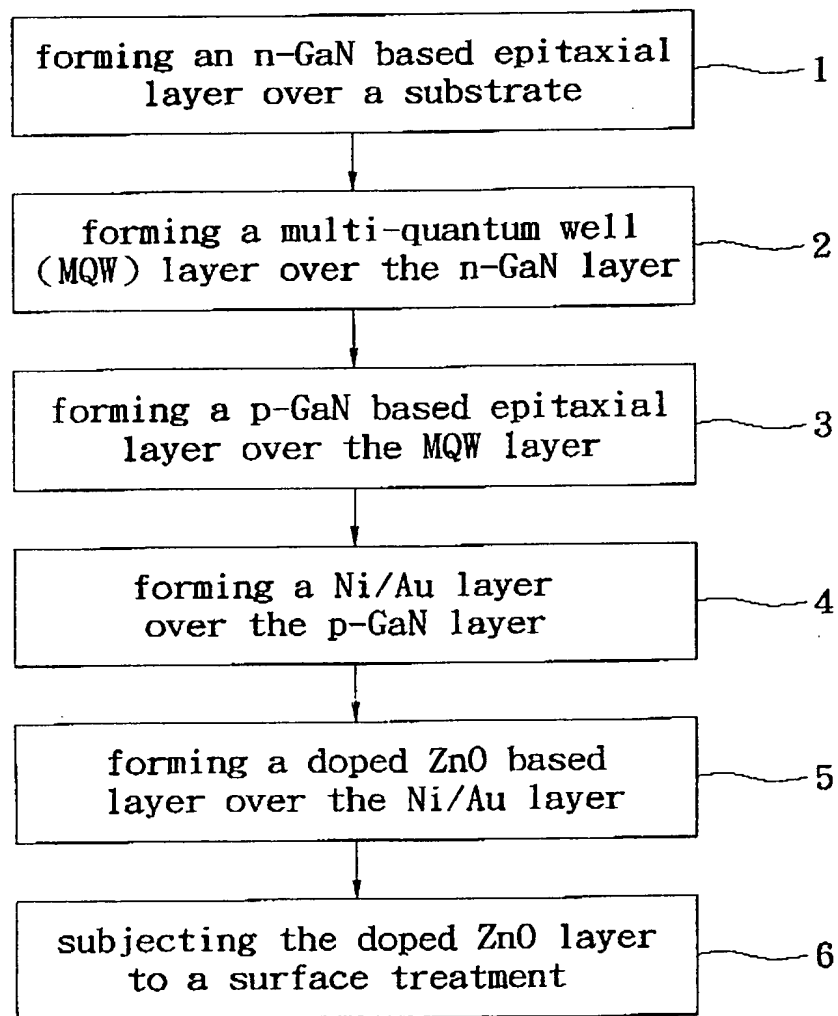 forming an n-GaN based epitaxial
layer over a substrate
1
forming a multi-quantum well
(MQW) layer over the n-GaN layer
2
forming a p-GaN based epitaxial
layer over the MQW layer
3
forming a Ni/Au layer
over the p-GaN layer
4
forming a doped ZnO based
layer over the Ni/Au layer
5
subjecting the doped ZnO layer
to a surface treatment
6